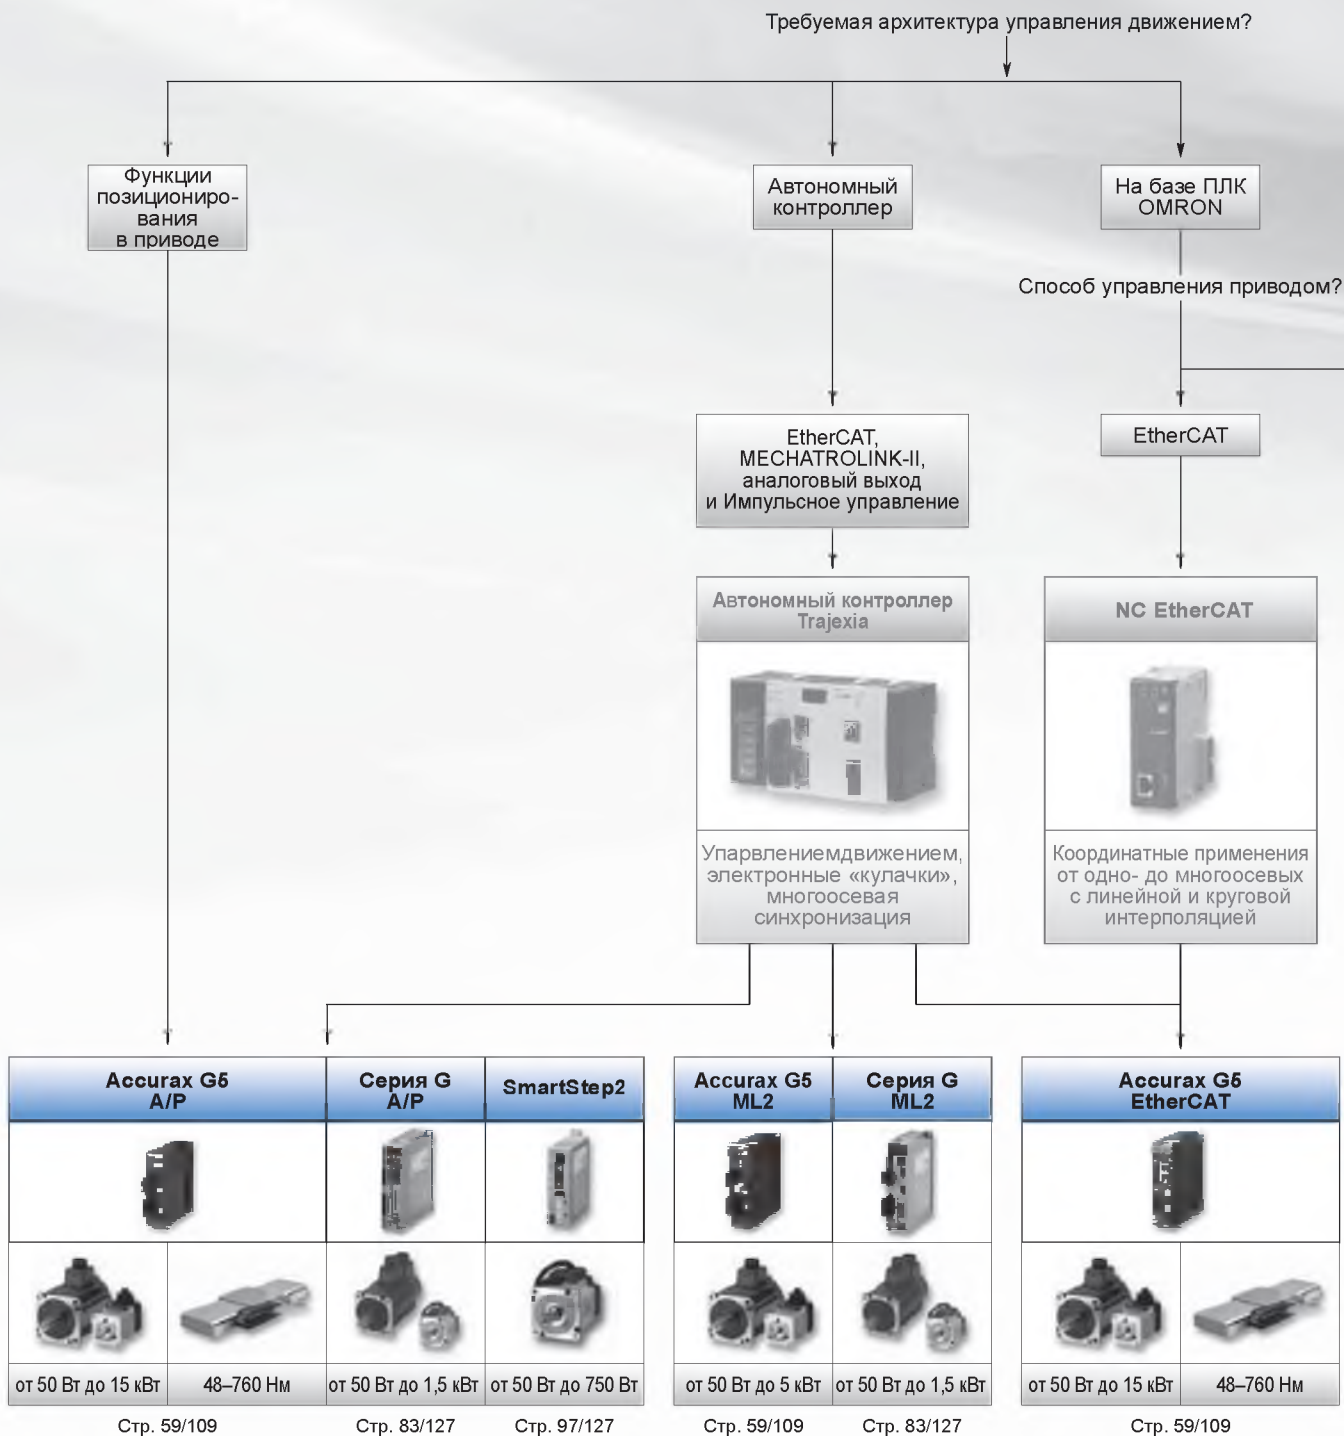 Требуемая архитектура управления движением?
Функции
позициониро-
вания
в приводе
Автономный
контроллер
На базе ПЛК
OMRON
Способ управления приводом?
EtherCAT,
MECHATROLINK-II,
аналоговый выход
и Импульсное управление
EtherCAT
Автономный контроллер
Trajexia
NC EtherCAT
Упарвлениемдвижением,
электронные «кулачки»,
многоосевая
синхронизация
Координатные применения
от одно- до многоосевых
с линейной и круговой
интерполяцией
Accurax G5
A/P
Серия G
A/P
SmartStep2
Accurax G5
ML2
Серия G
ML2
Accurax G5
EtherCAT
от 50 Вт до 15 кВт
48–760 Нм
от 50 Вт до 1,5 кВт
от 50 Вт до 750 Вт
от 50 Вт до 5 кВт
от 50 Вт до 1,5 кВт
от 50 Вт до 15 кВт
48–760 Нм
Стр. 59/109
Стр. 83/127
Стр. 97/127
Стр. 59/109
Стр. 83/127
Стр. 59/109